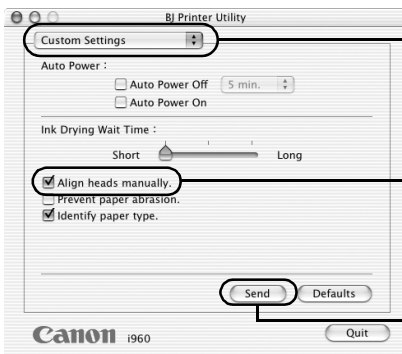 BJ Printer Utility
Custom Settings
Auto Power :
Auto Power Off 5 min.
Auto Power On
Ink Drying Wait Time :
Short Long
Align heads manually.
Prevent paper abrasion.
Identify paper type.
Send Defaults
Canon i960 Quit